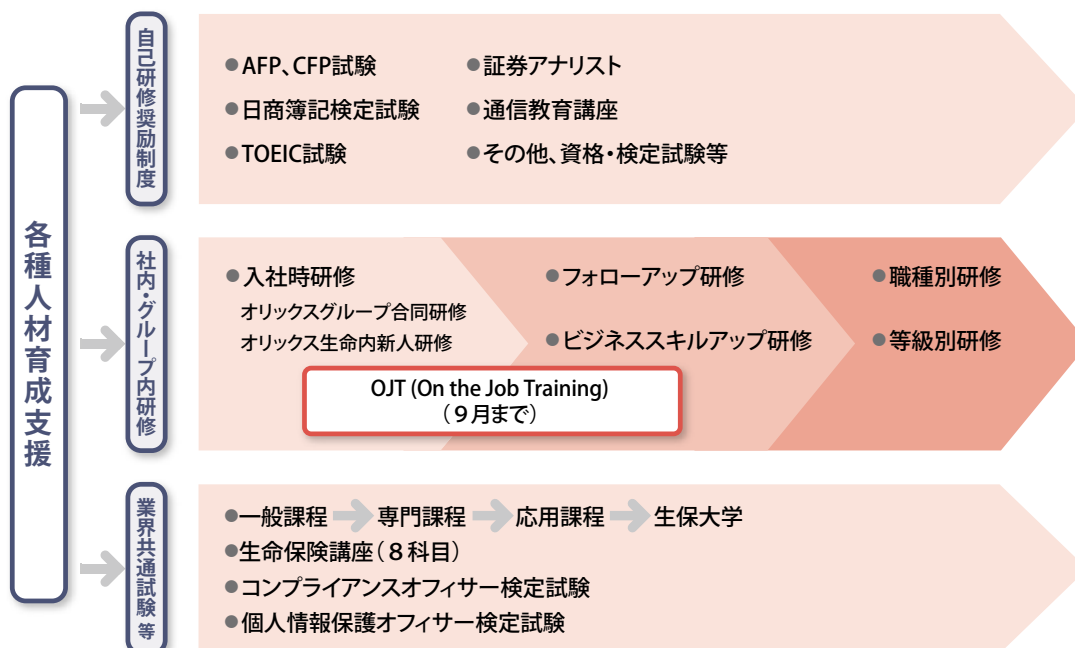 各種人材育成支援
自己研修奨励制度
●AFP、CFP試験
●証券アナリスト
●日商簿記検定試験
●通信教育講座
●TOEIC試験
●その他、資格・検定試験等
社内・グループ内研修
●入社時研修
オリックスグループ合同研修
オリックス生命内新人研修
●フォローアップ研修
●ビジネススキルアップ研修
●職種別研修
●等級別研修
OJT (On the Job Training)
(9月まで)
業界共通試験 等
●一般課程 専門課程 応用課程 生保大学
●生命保険講座(8科目)
●コンプライアンスオフィサー検定試験
●個人情報保護オフィサー検定試験